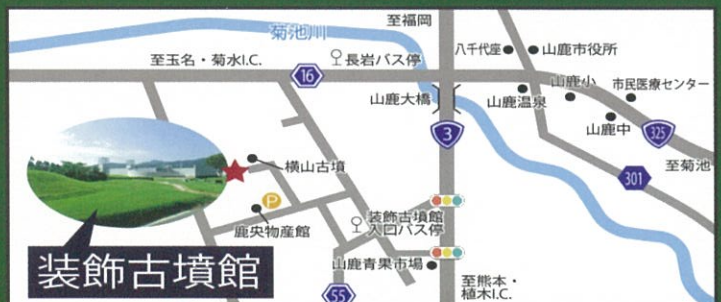 至福岡
菊池川
八千代座
山鹿市役所
至玉名・菊水I.C.
長岩バス停
16
山鹿小
市民医療センター
山鹿大橋
山鹿温泉
山鹿中
3
325
至菊池
横山古墳
301
P
鹿央物産館
装飾古墳館
入口バス停
装飾古墳館
山鹿青果市場
55
至熊本・
植木I.C.